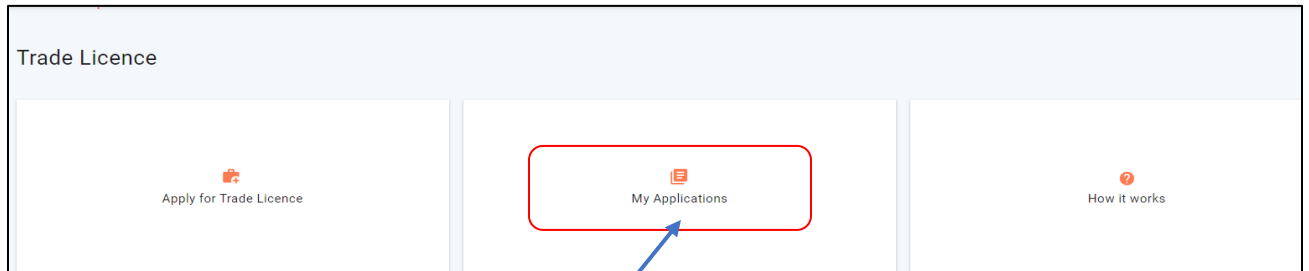 Trade Licence
Apply for Trade Licence
My Applications
How it works